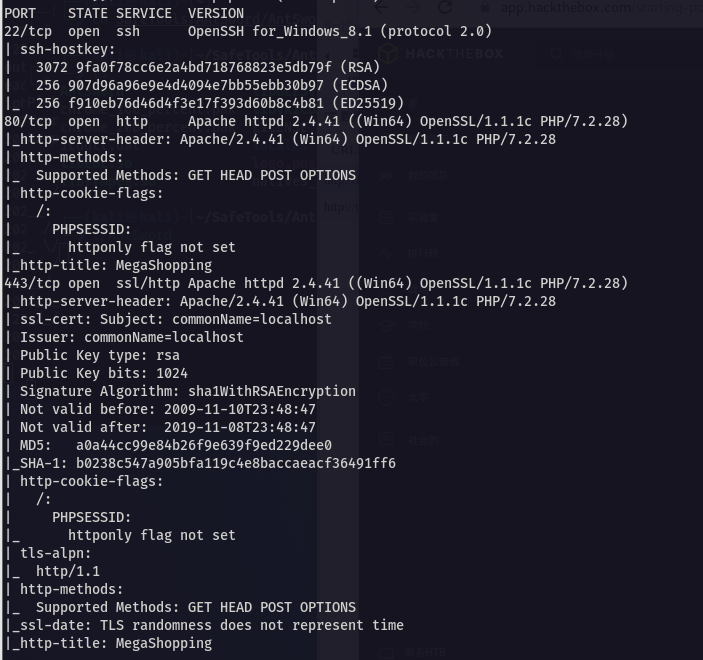 PORT    STATE SERVICE  VERSION
22/tcp  open  ssh      OpenSSH for_Windows_8.1 (protocol 2.0)
| ssh-hostkey:
|   3072 9fa0f78cc6e2a4bd718768823e5db79f (RSA)
|   256 907d96a96e9e4d4094e7bb55ebb30b97 (ECDSA)
|_  256 f910eb76d46d4f3e17f393d60b8c4b81 (ED25519)
80/tcp  open  http     Apache httpd 2.4.41 ((Win64) OpenSSL/1.1.1c PHP/7.2.28)
|_http-server-header: Apache/2.4.41 (Win64) OpenSSL/1.1.1c PHP/7.2.28
| http-methods:
|_  Supported Methods: GET HEAD POST OPTIONS
| http-cookie-flags:
|   /:
|     PHPSESSID:
|_      httponly flag not set
|_http-title: MegaShopping
443/tcp open  ssl/http Apache httpd 2.4.41 ((Win64) OpenSSL/1.1.1c PHP/7.2.28)
|_http-server-header: Apache/2.4.41 (Win64) OpenSSL/1.1.1c PHP/7.2.28
| ssl-cert: Subject: commonName=localhost
| Issuer: commonName=localhost
| Public Key type: rsa
| Public Key bits: 1024
| Signature Algorithm: sha1WithRSAEncryption
| Not valid before: 2009-11-10T23:48:47
| Not valid after:  2019-11-08T23:48:47
| MD5:   a0a44cc99e84b26f9e639f9ed229dee0
|_SHA-1: b0238c547a905bfa119c4e8baccaeacf36491ff6
| http-cookie-flags:
|   /:
|     PHPSESSID:
|_      httponly flag not set
| tls-alpn:
|_  http/1.1
| http-methods:
|_  Supported Methods: GET HEAD POST OPTIONS
|_ssl-date: TLS randomness does not represent time
|_http-title: MegaShopping
app.hackthebox.com/starting-p
HACKTHEBOX
~/SafeTools/Ant